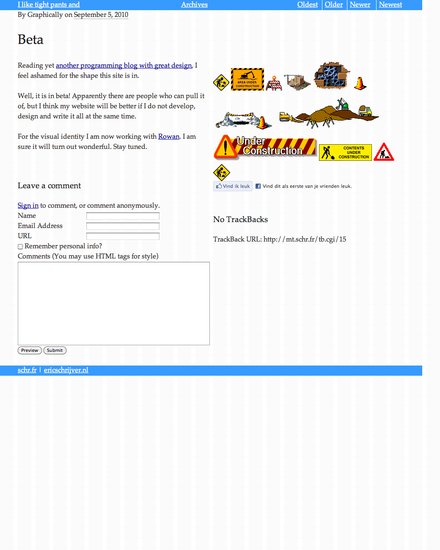 I like tight pants and Archives Oldest Older Newer Newest
By Graphically on September 5, 2010
Beta
Reading yet another programming blog with great design, I
feel ashamed for the shape this site is in.
Well, it is in beta! Apparently there are people who can pull it
of, but I think my website will be better if I do not develop,
design and write it all at the same time.
For the visual identity I am now working with Rowan. I am
sure it will turn out wonderful. Stay tuned.
Under
Construction
CONTENTS
UNDER
CONSTRUCTION
Vind ik leuk Vind dit als eerste van je vrienden leuk.
Leave a comment
Sign in to comment, or comment anonymously.
Name
Email Address
URL
Remember personal info?
Comments (You may use HTML tags for style)
Preview Submit
No TrackBacks
TrackBack URL: http://mt.schr.fr/tb.cgi/15
schr.fr | ericschrijver.nl